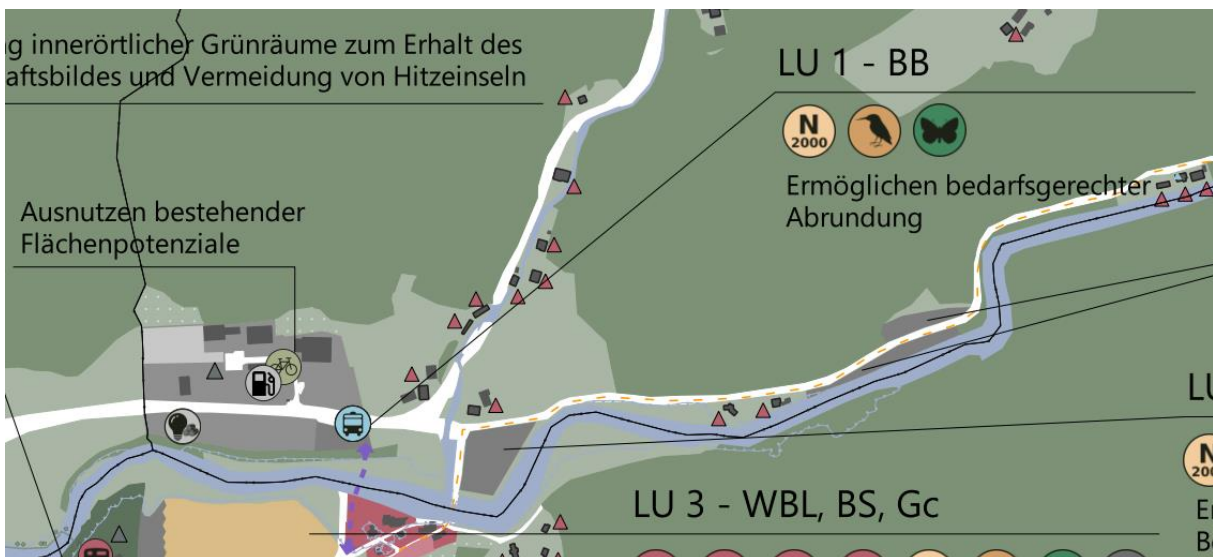 g innerörtlicher Grünräume zum Erhalt des
aftsbildes und Vermeidung von Hitzeinseln
LU 1 - BB
N
2000
Ermöglichen bedarfsgerechter
Abrundung
Ausnutzen bestehender
Flächenpotenziale
LU
N
200
LU 3 - WBL, BS, Gc